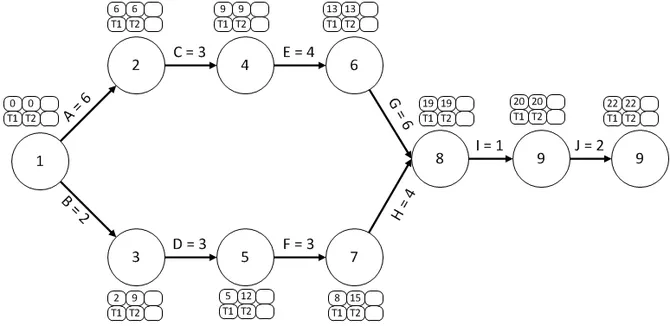 6 6
T1 T2
9 9
T1 T2
13 13
T1 T2
C = 3
E = 4
2
4
6
0 0
T1 T2
A = 6
G = 6
19 19
T1 T2
20 20
T1 T2
22 22
T1 T2
1
8
I = 1
9
J = 2
9
B = 2
H = 4
D = 3
F = 3
3
5
7
2 9
T1 T2
5 12
T1 T2
8 15
T1 T2